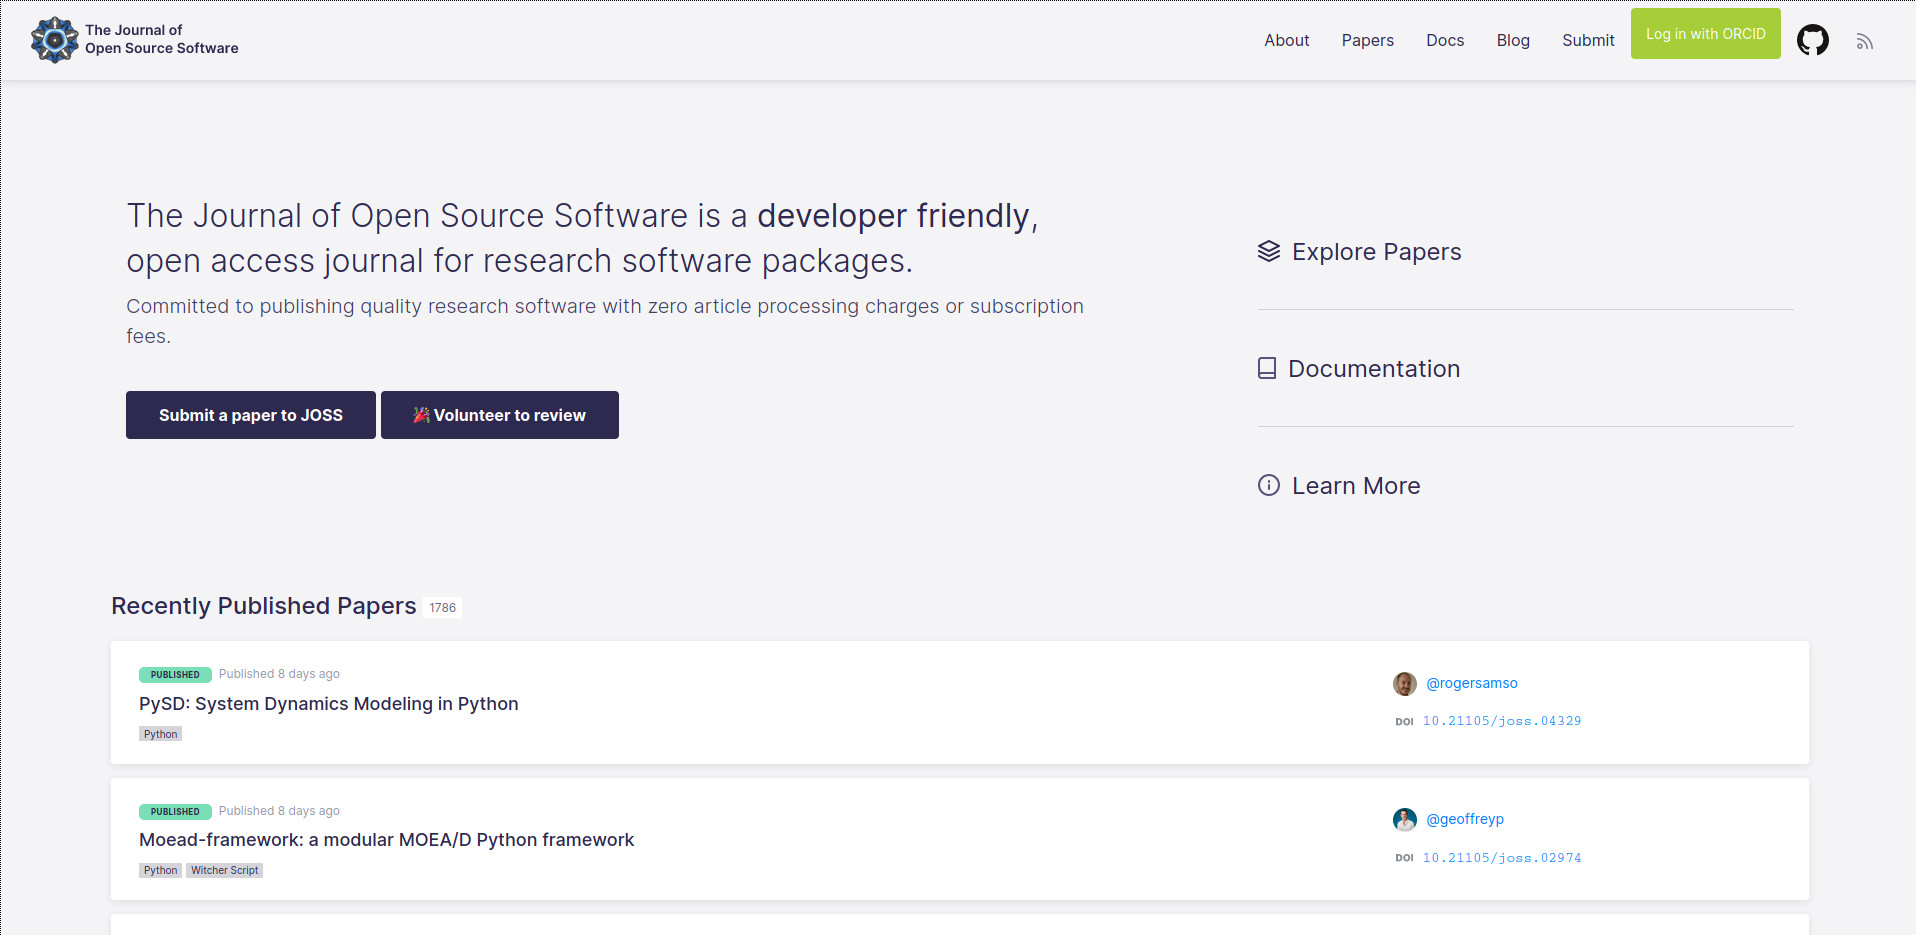 The Journal of
Open Source Software
About Papers Docs Blog Submit Log in with ORCID
The Journal of Open Source Software is a developer friendly,
open access journal for research software packages.
Committed to publishing quality research software with zero article processing charges or subscription
fees.
Submit a paper to JOSS
Volunteer to review
Explore Papers
Documentation
Learn More
Recently Published Papers 1786
PUBLISHED Published 8 days ago
PySD: System Dynamics Modeling in Python
Python
@rogersamso
DOI 10.21105/joss.04329
PUBLISHED Published 8 days ago
Moead-framework: a modular MOEA/D Python framework
Python Witcher Script
@geoffreyp
DOI 10.21105/joss.02974